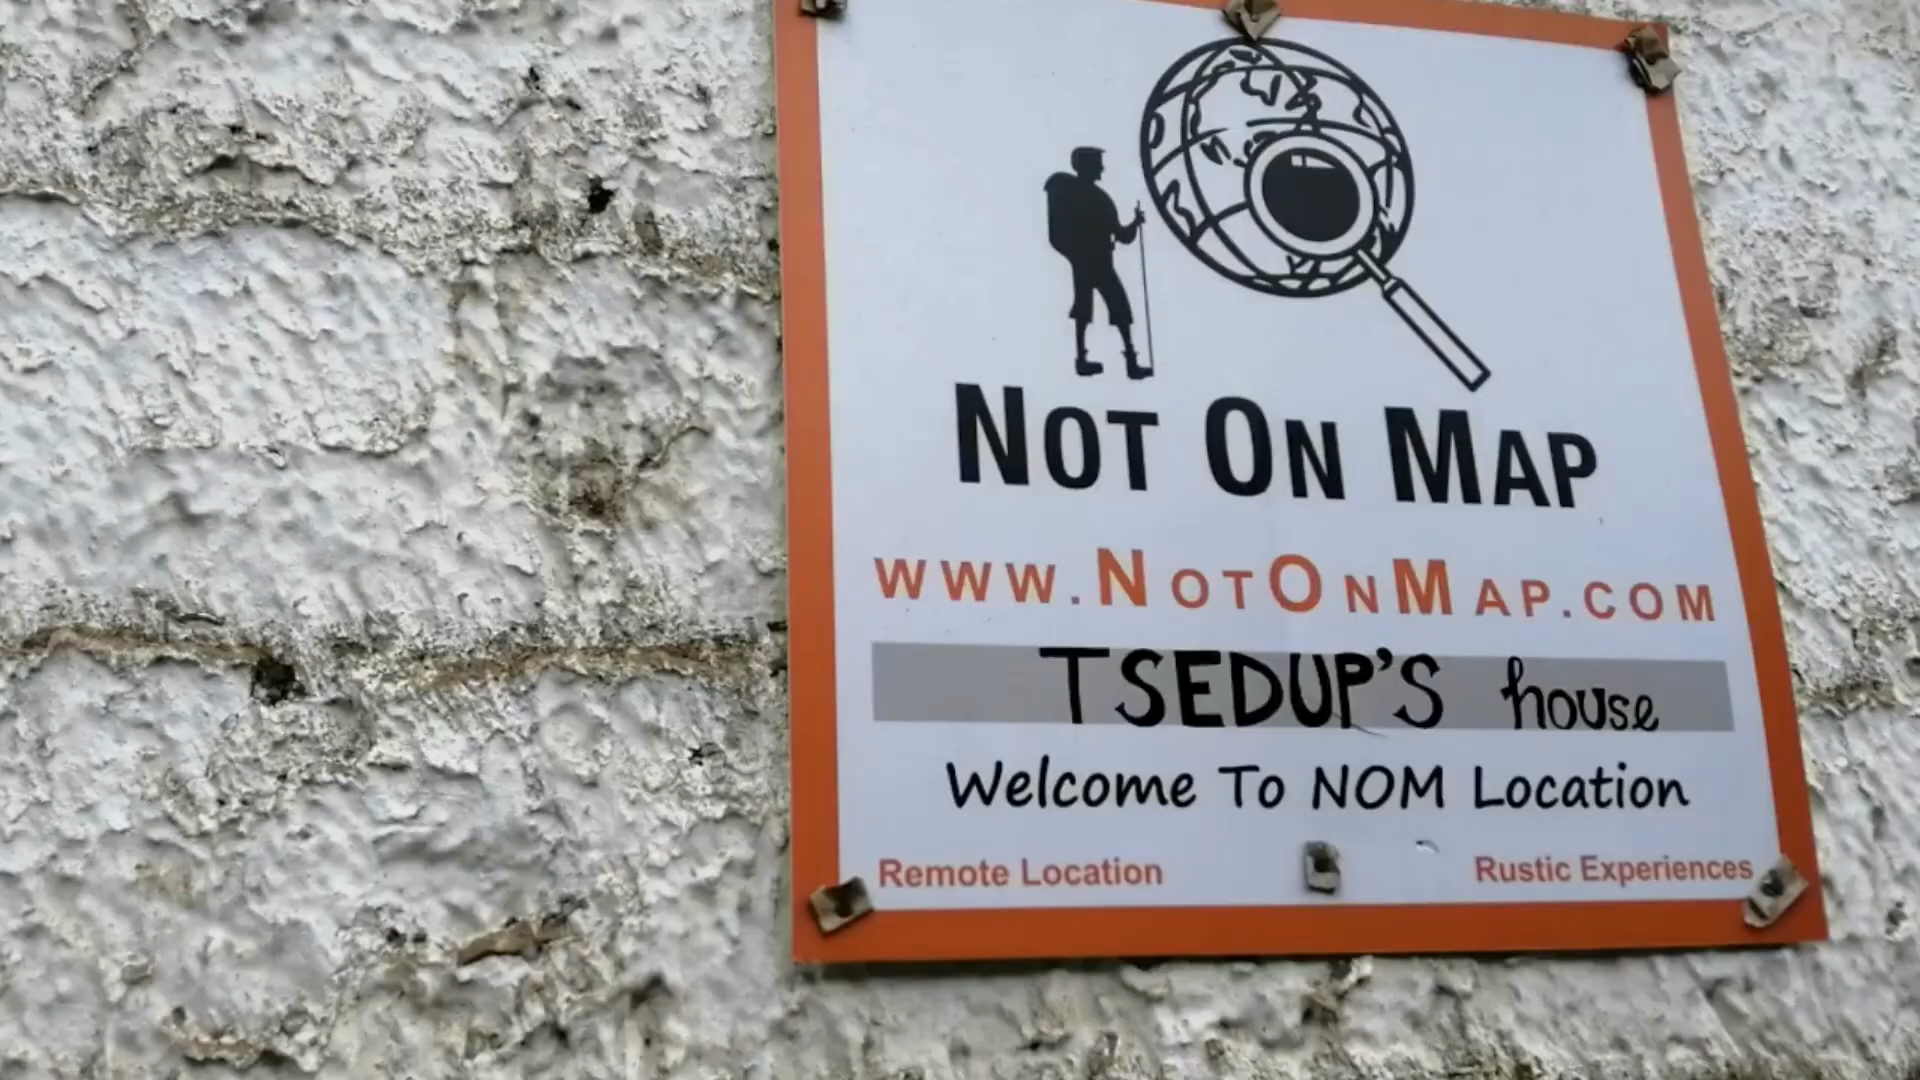 NOT ON MAP
WWW.NOTONMAP.COM
TSEDUP'S house
Welcome To NOM Location
Remote Location Rustic Experiences